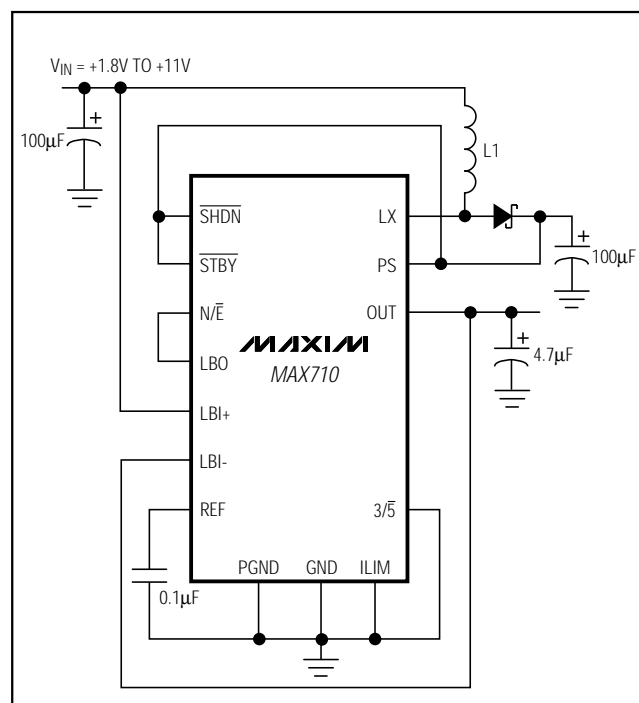 VIN = +1.8V TO +11V
+
100µF
L1
SHDN
LX
+
100µF
STBY
PS
N/E
OUT
+
4.7µF
LBO
MAXIM
MAX710
LBI+
LBI-
REF
3/5
0.1µF
PGND GND ILIM